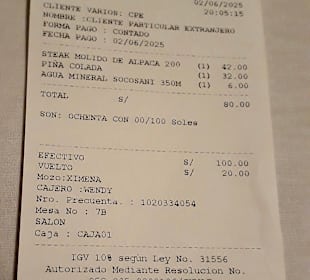 02/06/2025
CLIENTE VARIOS: CPE 20:05:15
NOMBRE :CLIENTE PARTICULAR EXTRANJERO
FORMA PAGO : CONTADO
FECHA PAGO : 02/06/2025
STEAK MOLIDO DE ALPACA 200 (1) 42.00
PIÑA COLADA (1) 32.00
AGUA MINERAL SOCOSANI 350M (1) 6.00
TOTAL S/ 80.00
SON: OCHENTA CON 00/100 Soles
EFECTIVO S/ 100.00
VUELTO S/ 20.00
Mozo:XIMENA
CAJERO :WENDY
Nro. Precuenta. : 1020334054
Mesa No : 7B
SALON
Caja : CAJA01
IGV 10% según Ley No. 31556
Autorizado Mediante Resolucion No.